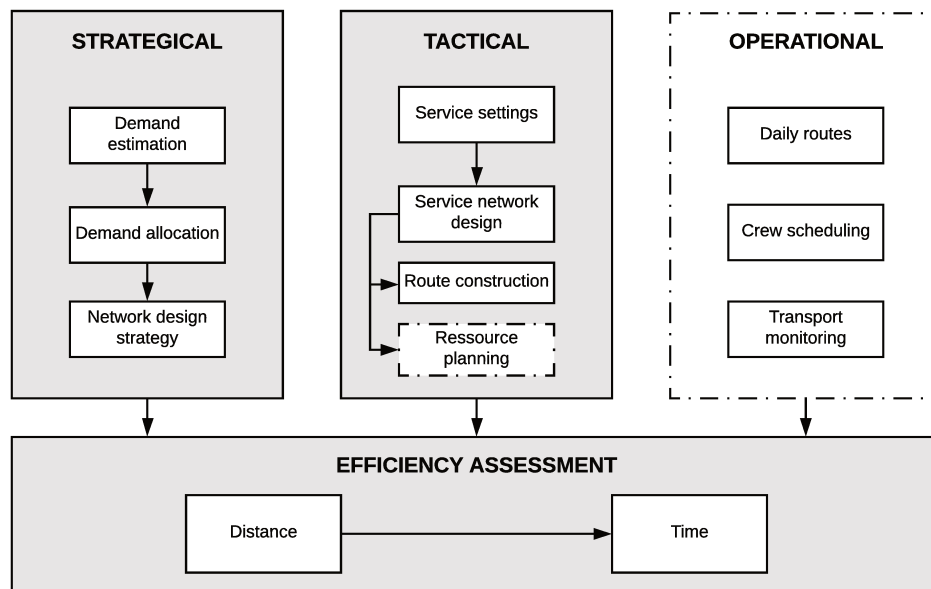 STRATEGICAL
Demand
estimation
Demand allocation
Network design
strategy
TACTICAL
Service settings
Service network
design
Route construction
Ressource
planning
OPERATIONAL
Daily routes
Crew scheduling
Transport
monitoring
EFFICIENCY ASSESSMENT
Distance
Time